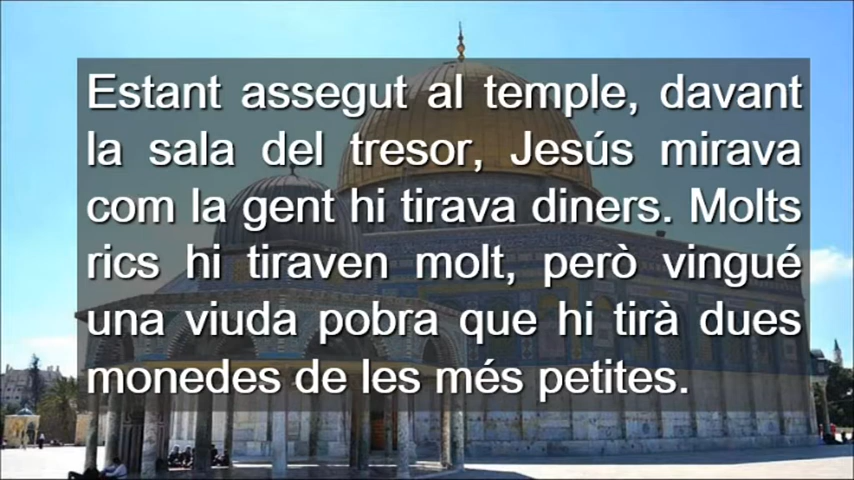 Estant assegut al temple, davant
la sala del tresor, Jesús mirava
com la gent hi tirava diners. Molts
rics hi tiraven molt, però vingué
una viuda pobra que hi tirà dues
monedes de les més petites.